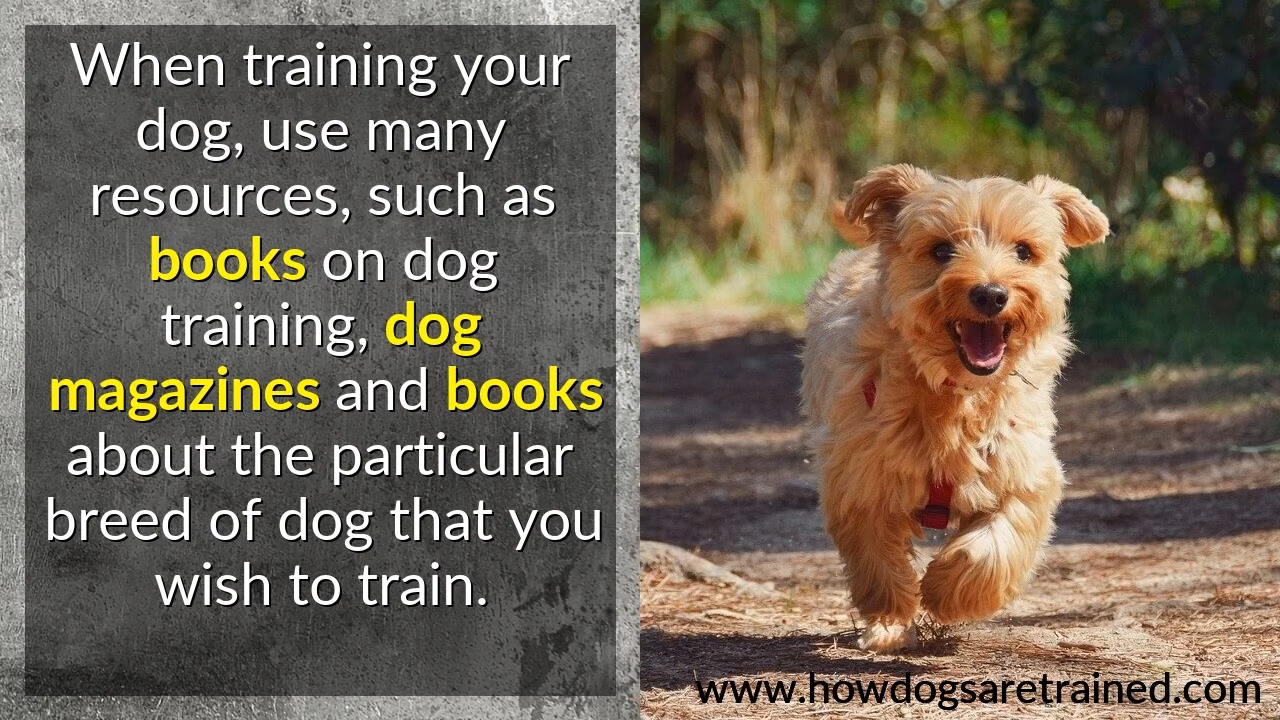 When training your
dog, use many
resources, such as
books on dog
training, dog
magazines and books
about the particular
breed of dog that you
wish to train.
www.howdogsaretrained.com